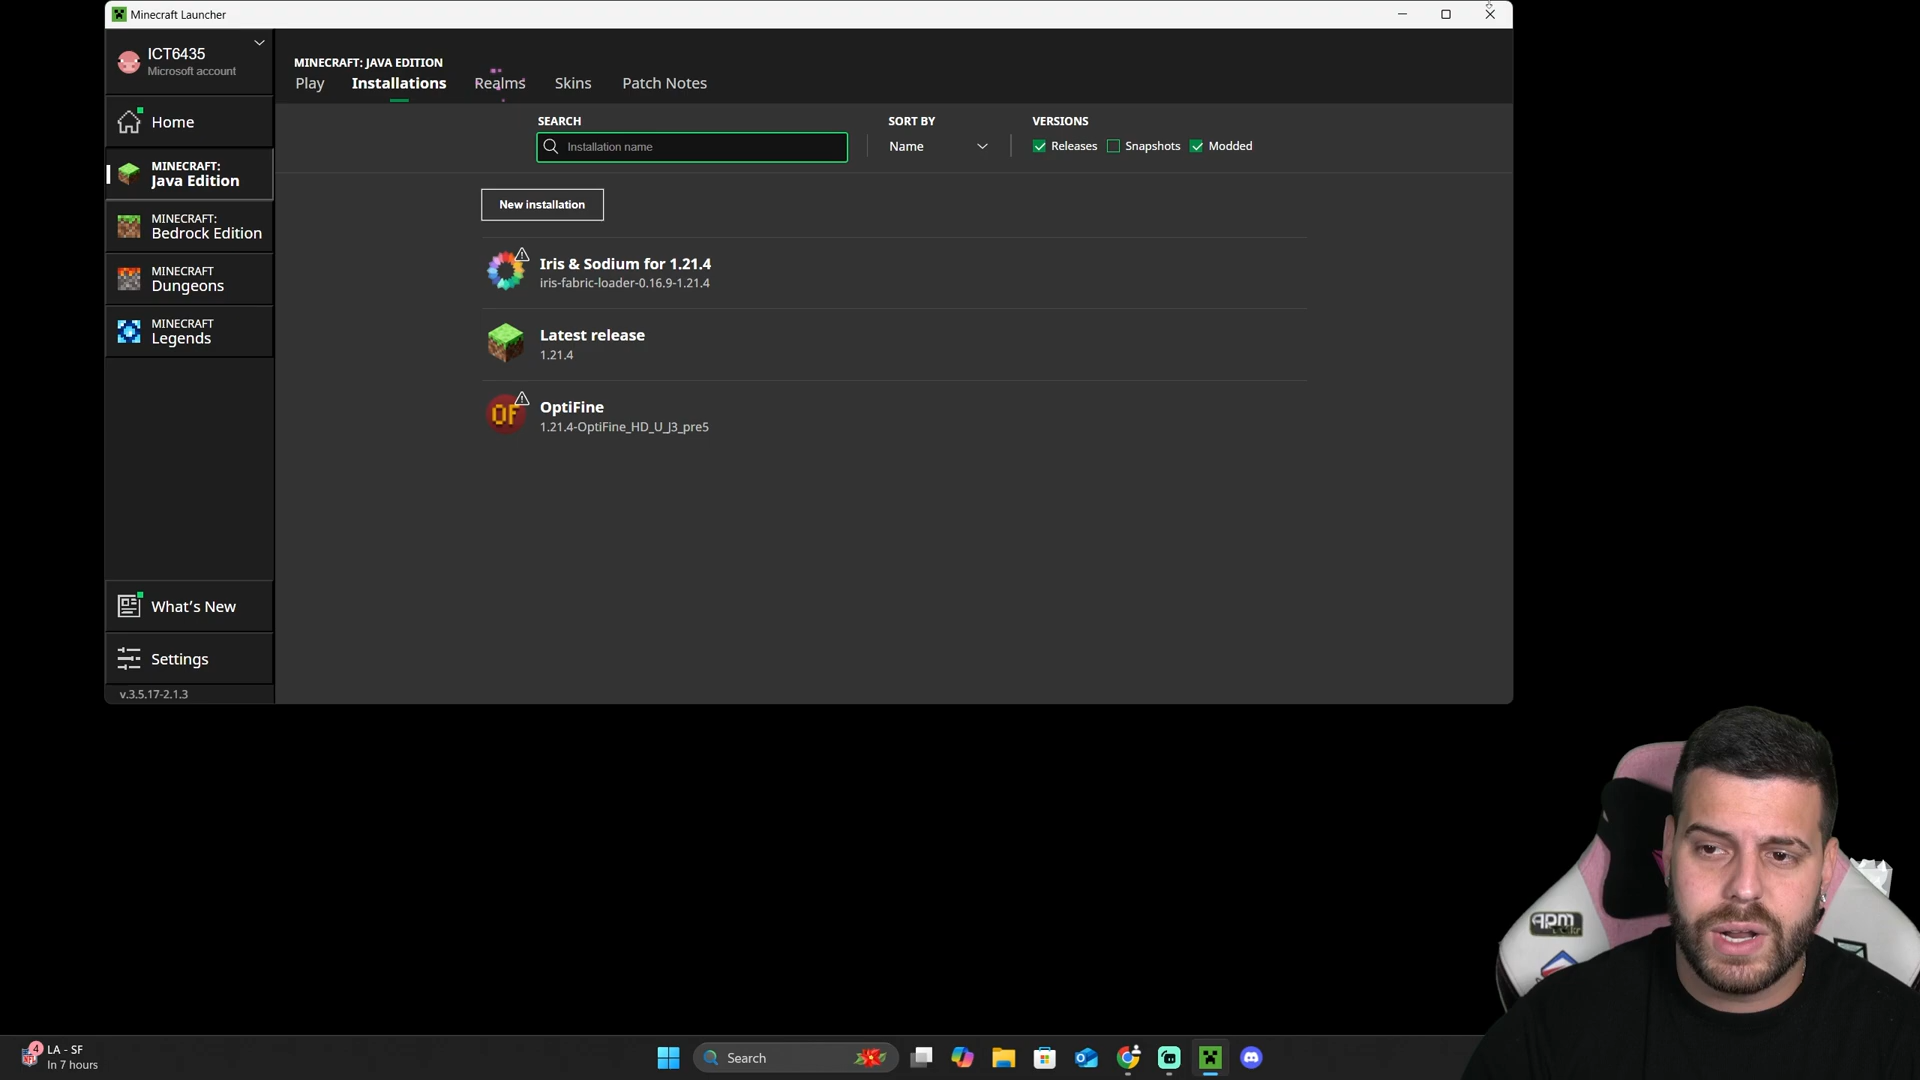 Minecraft Launcher
ICT6435
Microsoft account
Home
MINECRAFT:
Java Edition
MINECRAFT:
Bedrock Edition
MINECRAFT
Dungeons
MINECRAFT
Legends
What's New
Settings
v.3.5.17-2.1.3
MINECRAFT: JAVA EDITION
Play Installations Realms Skins Patch Notes
SEARCH SORT BY VERSIONS
Installation name Name Releases Snapshots Modded
New installation
Iris & Sodium for 1.21.4
iris-fabric-loader-0.16.9-1.21.4
Latest release
1.21.4
OF
OptiFine
1.21.4-OptiFine_HD_U_J3_pre5
apm
4
LA - SF
In 7 hours
Search